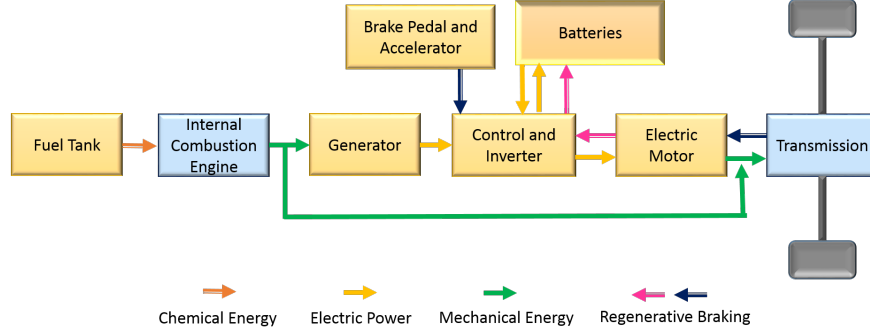 Brake Pedal and
Accelerator
Batteries
Fuel Tank
Internal
Combustion
Engine
Generator
Control and
Inverter
Electric
Motor
Transmission
Chemical Energy
Electric Power
Mechanical Energy
Regenerative Braking